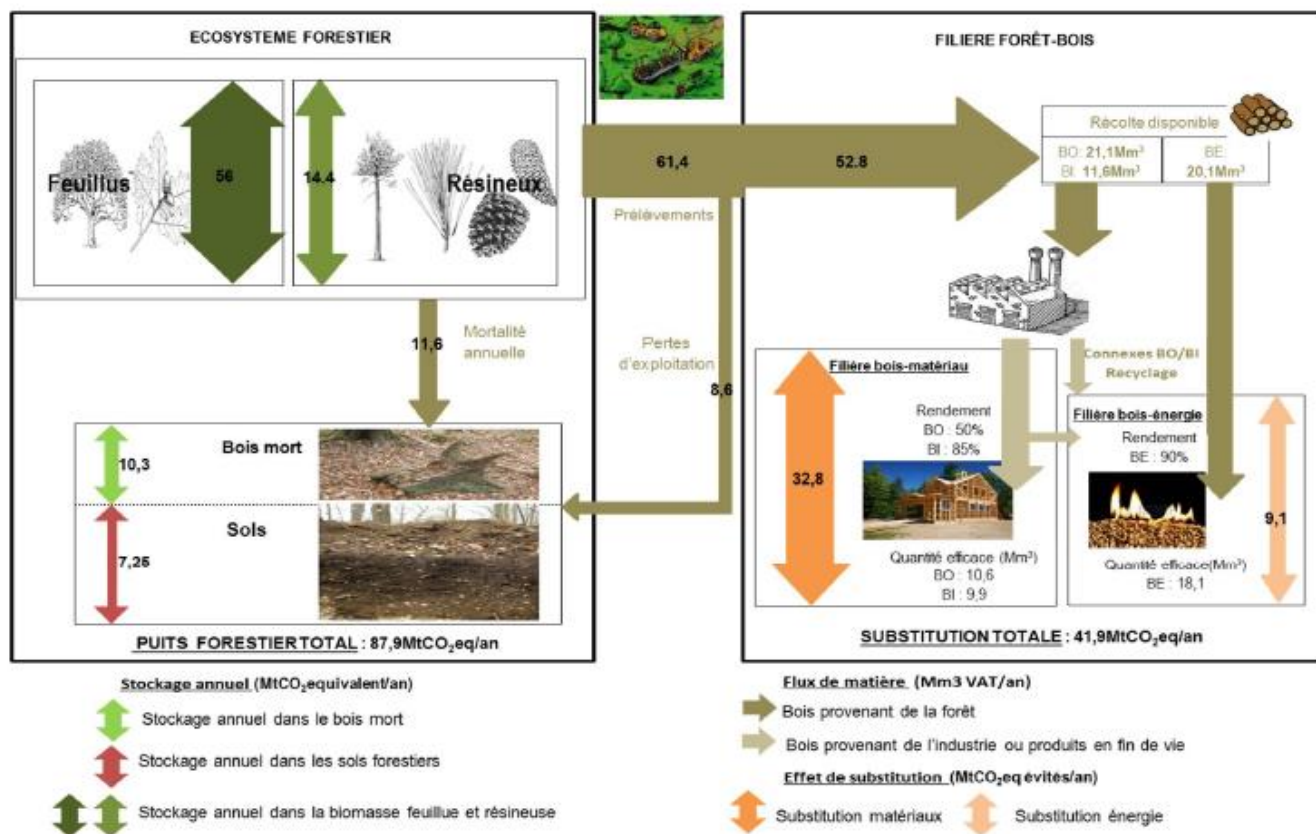 ECOSYSTEME FORESTIER
Feuillus
56
14.4
Résineux
11,6
Mortalité
annuelle
10,3
Bois mort
7,25
Sols
PUITS FORESTIER TOTAL : 87,9MtCO₂eq/an
61,4
52.8
Prélèvements
Pertes
d'exploitation
8,6
FILIERE FORÊT-BOIS
Récolte disponible
BO: 21,1Mm³
BI: 11,6Mm³
BE:
20,1Mm³
Connexes BO/BI
Recyclage
Filière bois-matériau
Rendement
BO : 50%
BI : 85%
32,8
Quantité efficace (Mm³)
BO : 10,6
BI : 9,9
Filière bois-énergie
Rendement
BE : 90%
9,1
Quantité efficace(Mm³)
BE : 18,1
SUBSTITUTION TOTALE : 41,9MtCO₂eq/an
Stockage annuel (MtCO₂equivalent/an)
Stockage annuel dans le bois mort
Stockage annuel dans les sols forestiers
Stockage annuel dans la biomasse feuillue et résineuse
Flux de matière (Mm3 VAT/an)
Bois provenant de la forêt
Bois provenant de l'industrie ou produits en fin de vie
Effet de substitution (MtCO₂eq évités/an)
Substitution matériaux
Substitution énergie